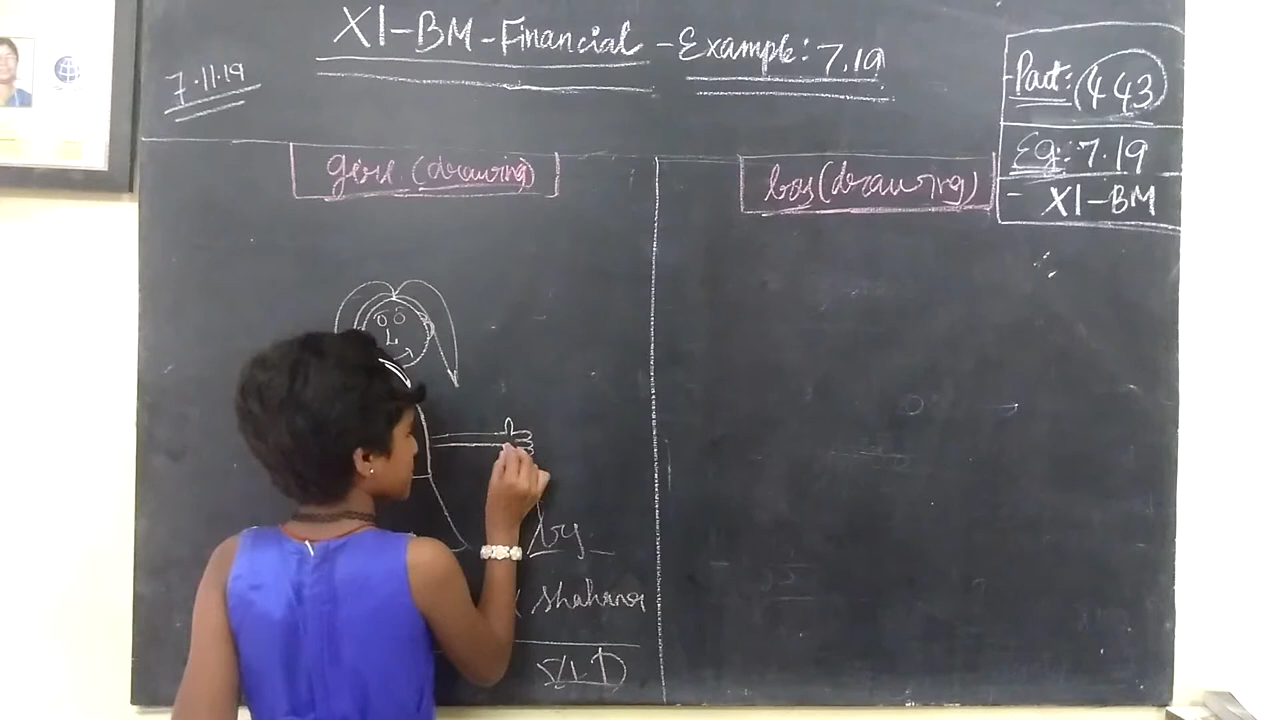 XI-BM-Financial - Example: 7.19
7.11.19
Part: 443
Eg:- 7.19
- XI-BM
girl (drawing)
boy (drawing)
by